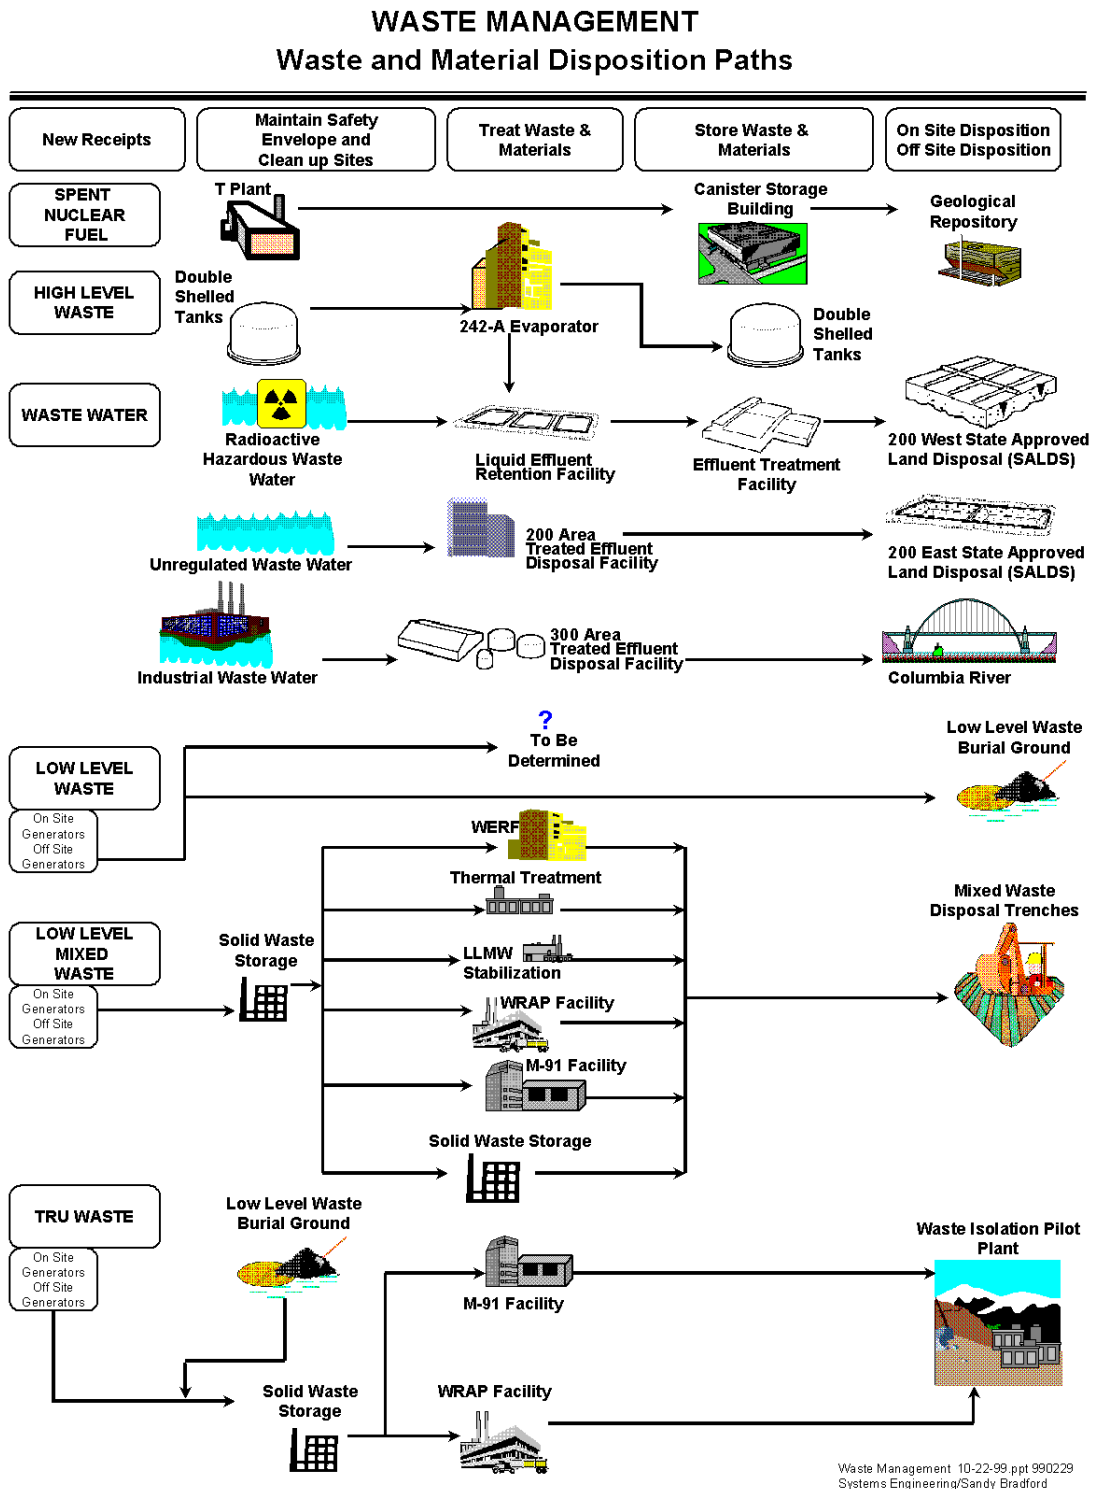 WASTE MANAGEMENT
Waste and Material Disposition Paths
New Receipts
Maintain Safety
Envelope and
Clean up Sites
Treat Waste &
Materials
Store Waste &
Materials
On Site Disposition
Off Site Disposition
SPENT
NUCLEAR
FUEL
T Plant
Canister Storage
Building
Geological
Repository
HIGH LEVEL
WASTE
Double
Shelled
Tanks
242-A Evaporator
Double
Shelled
Tanks
WASTE WATER
Radioactive
Hazardous Waste
Water
Liquid Effluent
Retention Facility
Effluent Treatment
Facility
200 West State Approved
Land Disposal (SALDS)
Unregulated Waste Water
200 Area
Treated Effluent
Disposal Facility
200 East State Approved
Land Disposal (SALDS)
Industrial Waste Water
300 Area
Treated Effluent
Disposal Facility
Columbia River
LOW LEVEL
WASTE
On Site
Generators
Off Site
Generators
?
To Be
Determined
Low Level Waste
Burial Ground
LOW LEVEL
MIXED
WASTE
On Site
Generators
Off Site
Generators
Solid Waste
Storage
WERF
Thermal Treatment
LLMW
Stabilization
WRAP Facility
M-91 Facility
Solid Waste Storage
Mixed Waste
Disposal Trenches
TRU WASTE
On Site
Generators
Off Site
Generators
Low Level Waste
Burial Ground
Solid Waste
Storage
M-91 Facility
WRAP Facility
Waste Isolation Pilot
Plant
Waste Management 10-22-99.ppt 990229
Systems Engineering/Sandy Bradford